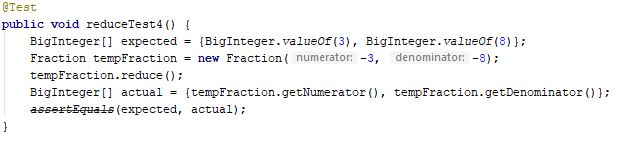 @Test
public void reduceTest4() {
BigInteger[] expected = {BigInteger.valueOf(3), BigInteger.valueOf(8)};
Fraction tempFraction = new Fraction( numerator: -3, denominator: -8);
tempFraction.reduce();
BigInteger[] actual = {tempFraction.getNumerator(), tempFraction.getDenominator()};
assertEquals(expected, actual);
}